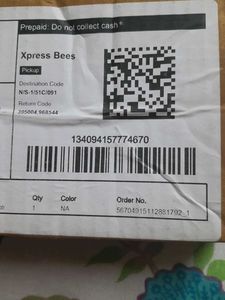 Prepaid: Do not collect cash
Xpress Bees
Pickup
Destination Code
N/S-1/51C/091
Return Code
395004,968544
134094157774670
Qty Color Order No.
1 NA 56704915112881792_1